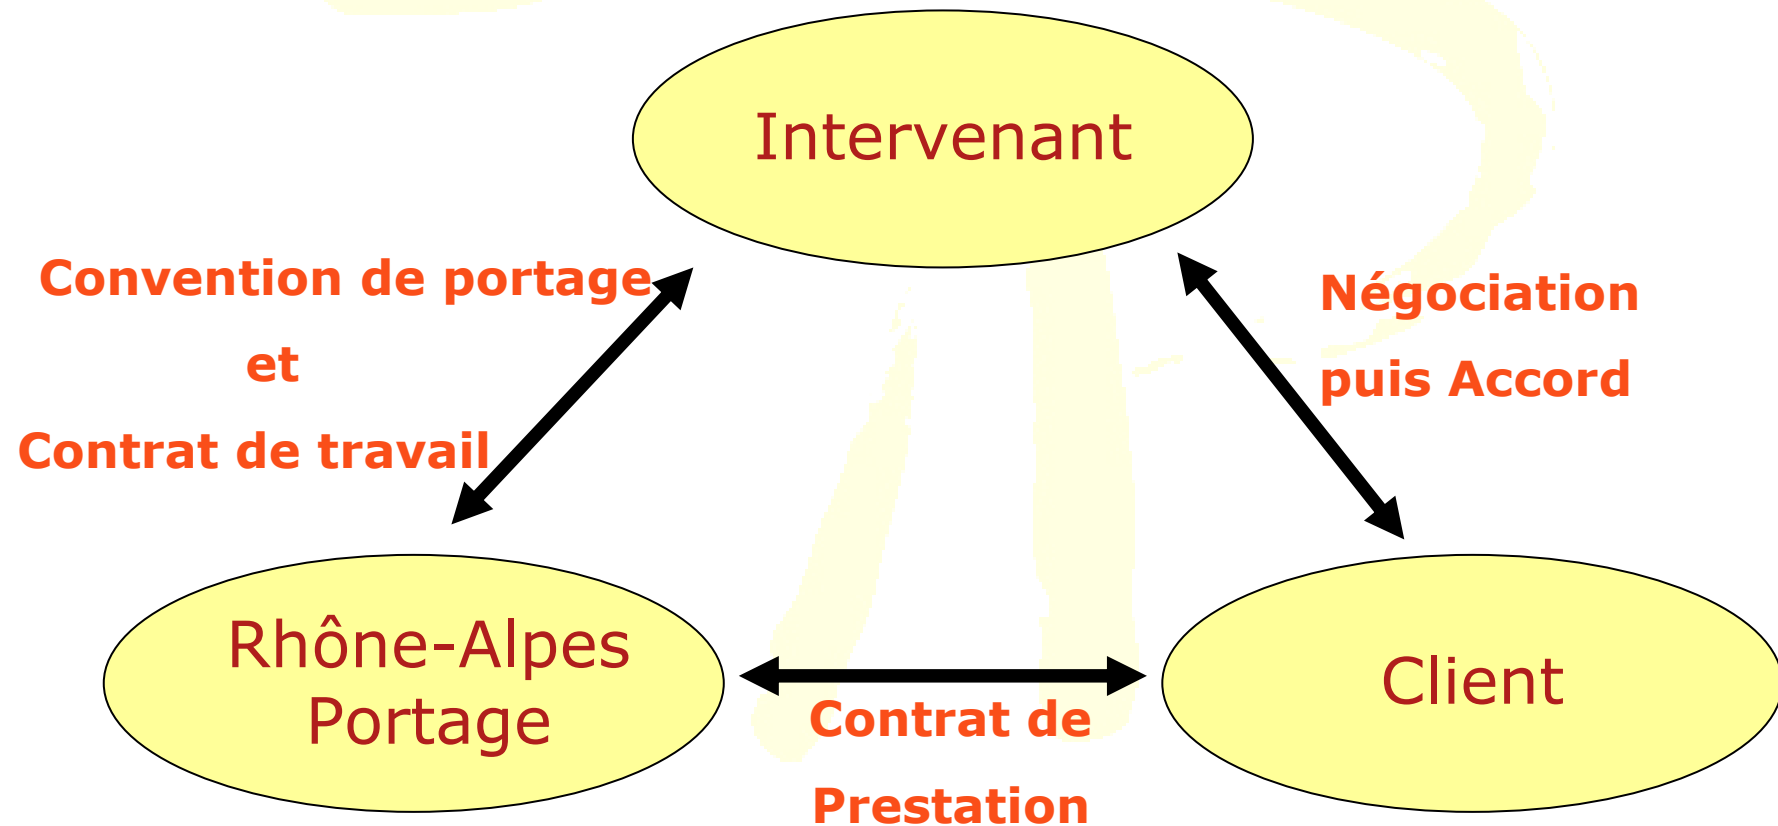 Intervenant
Convention de portage
et
Contrat de travail
Négociation
puis Accord
Rhône-Alpes
Portage
Client
Contrat de
Prestation